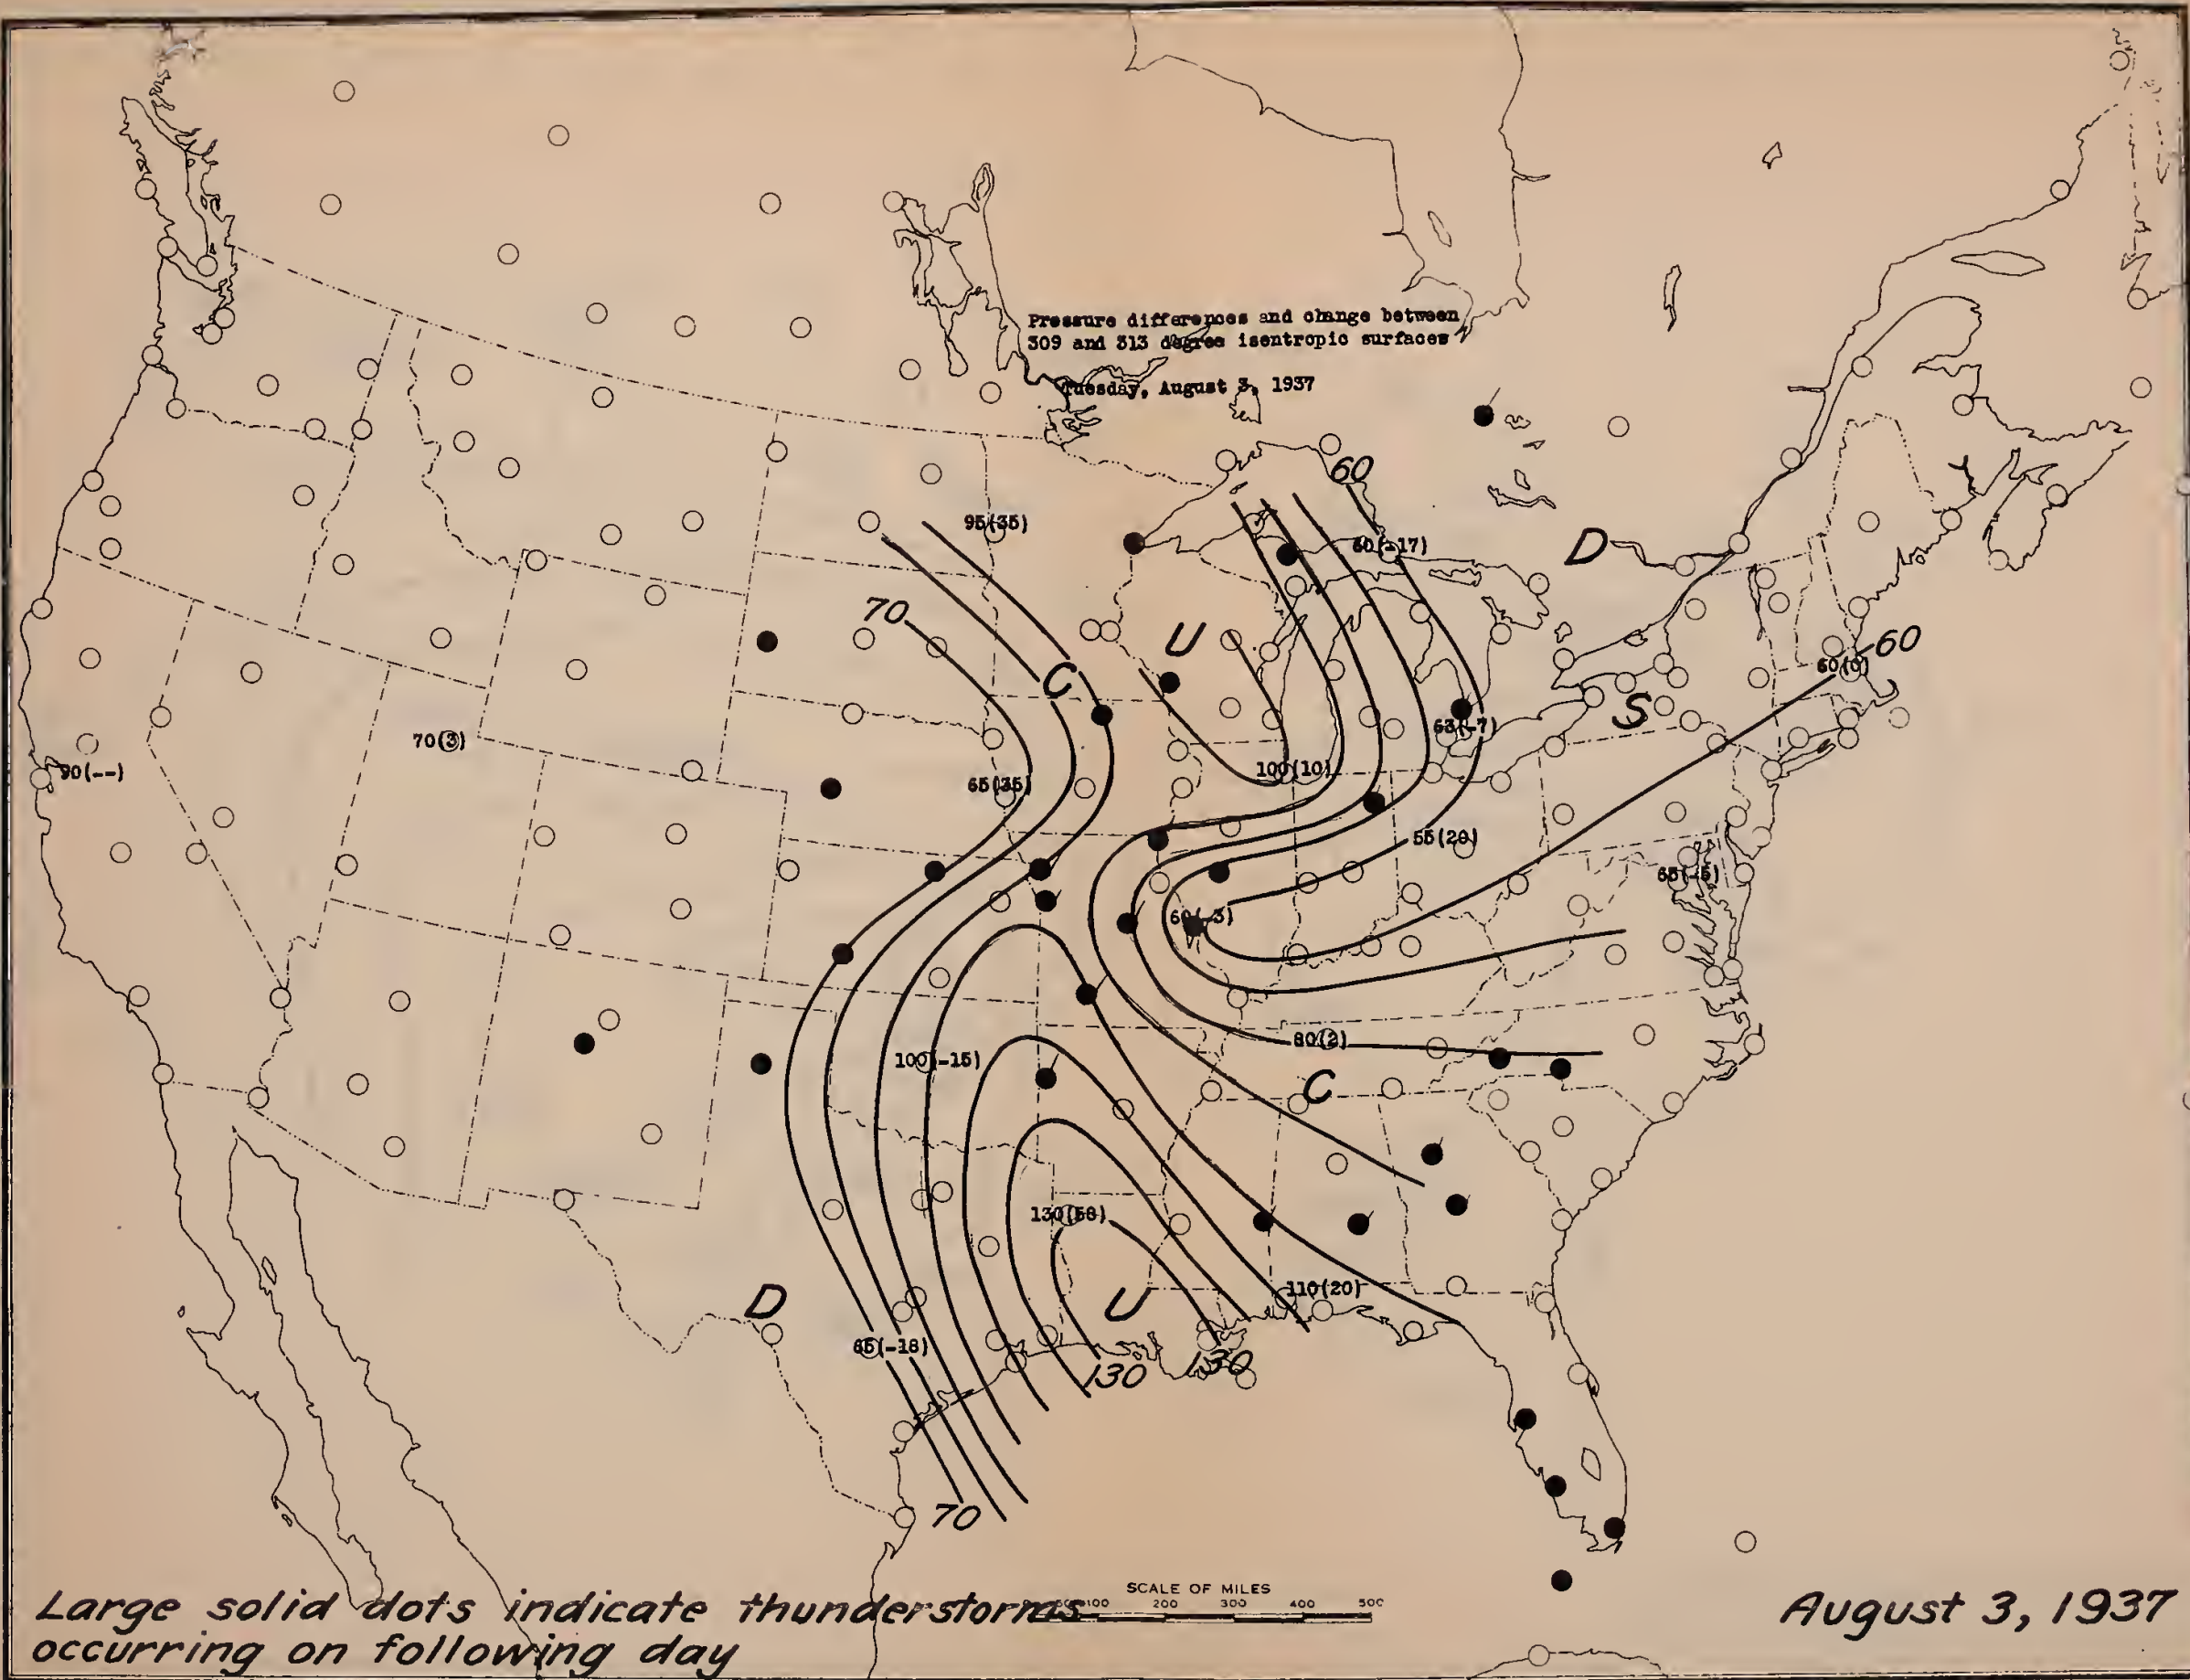 Pressure differences and change between
309 and 313 degree isentropic surfaces
Tuesday, August 3, 1937
60
95(35)
60(-17)
D
70
U
60
60(0)
C
S
63(-7)
70(3)
90(--)
100(10)
65(35)
55(20)
65(-5)
60(-3)
80(2)
100(-15)
C
130(58)
110(20)
D
U
65(-18)
130
130
70
SCALE OF MILES
100 200 300 400 500
Large solid dots indicate thunderstorms
occurring on following day
August 3, 1937